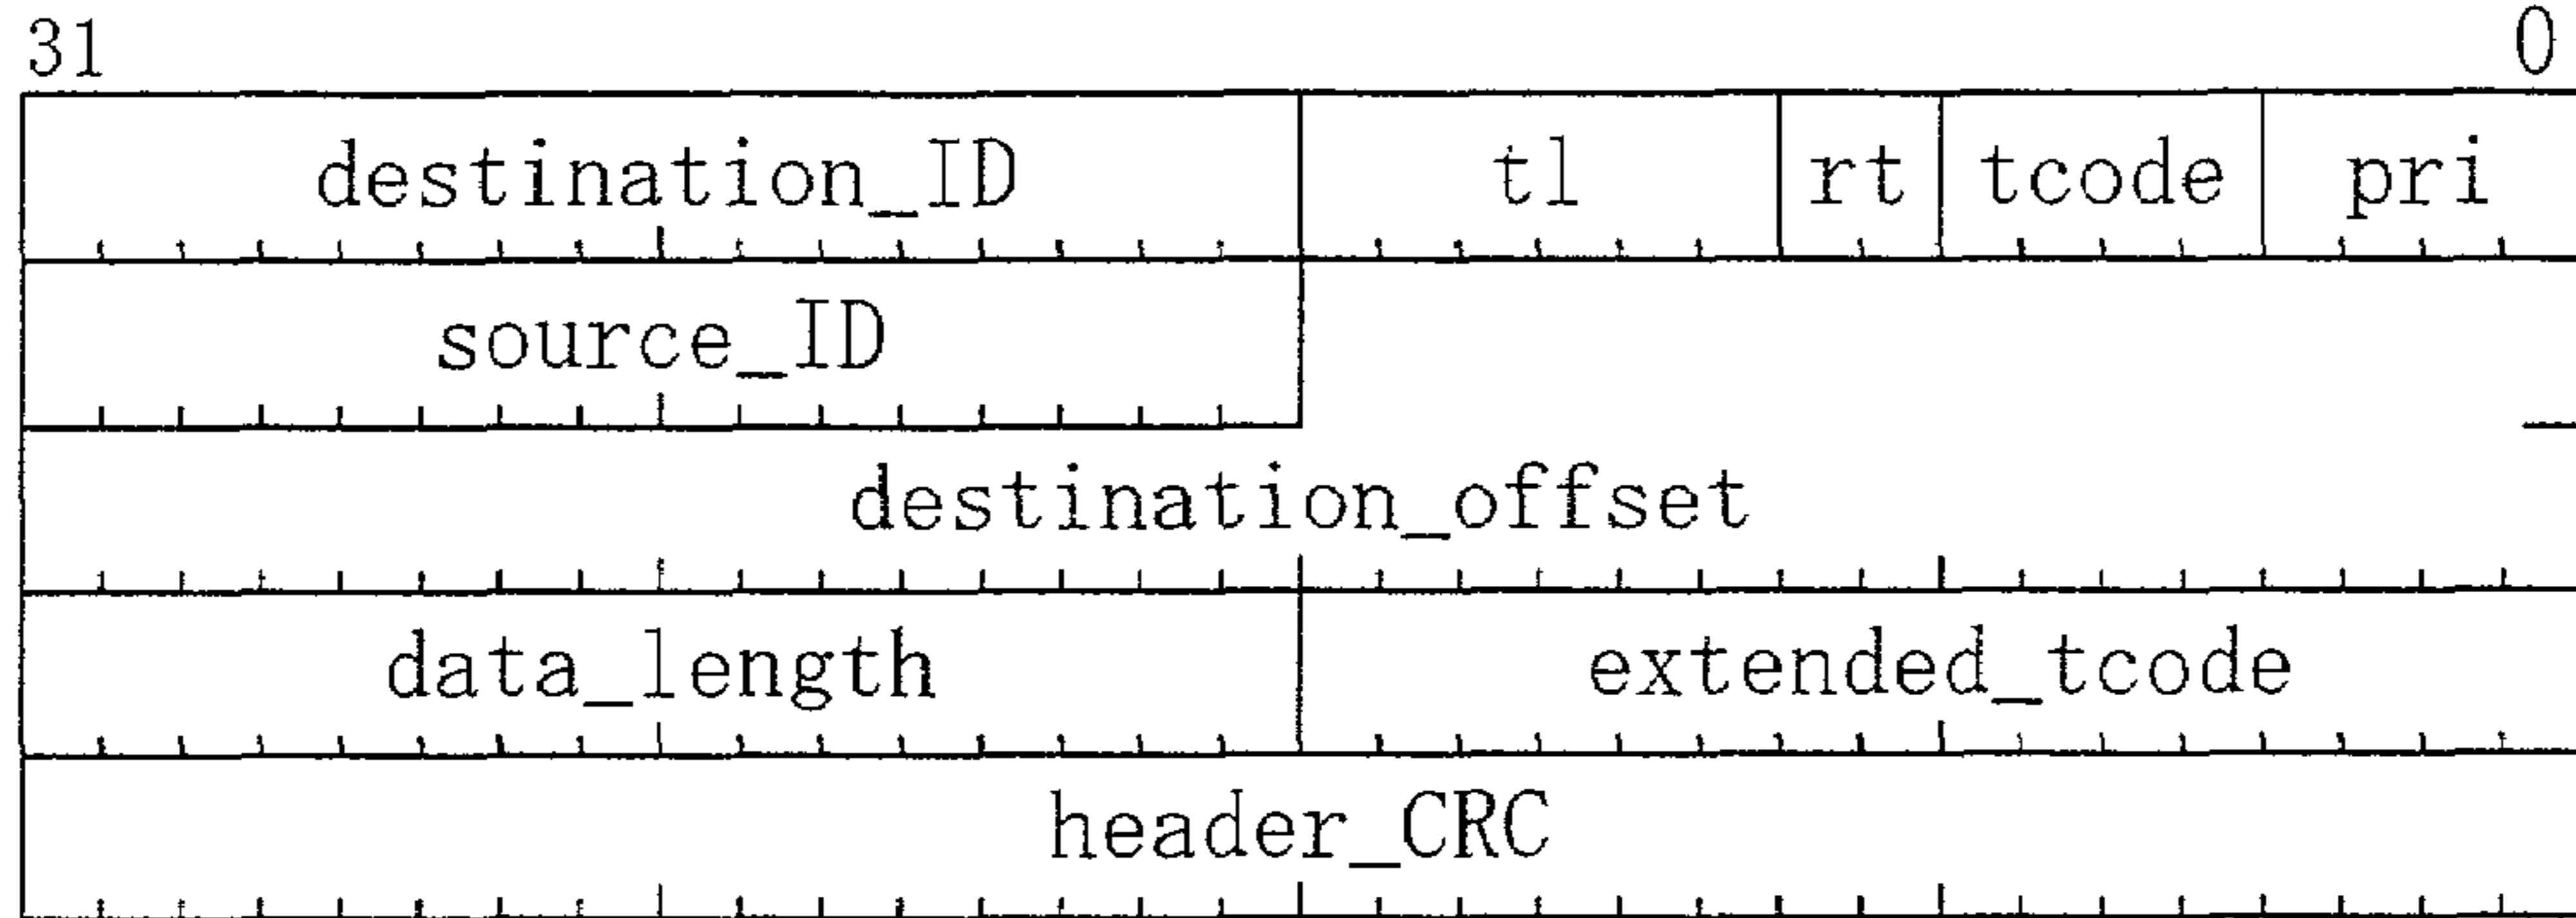 31 0
destination_ID tl rt tcode pri
source_ID
destination_offset
data_length extended_tcode
header_CRC